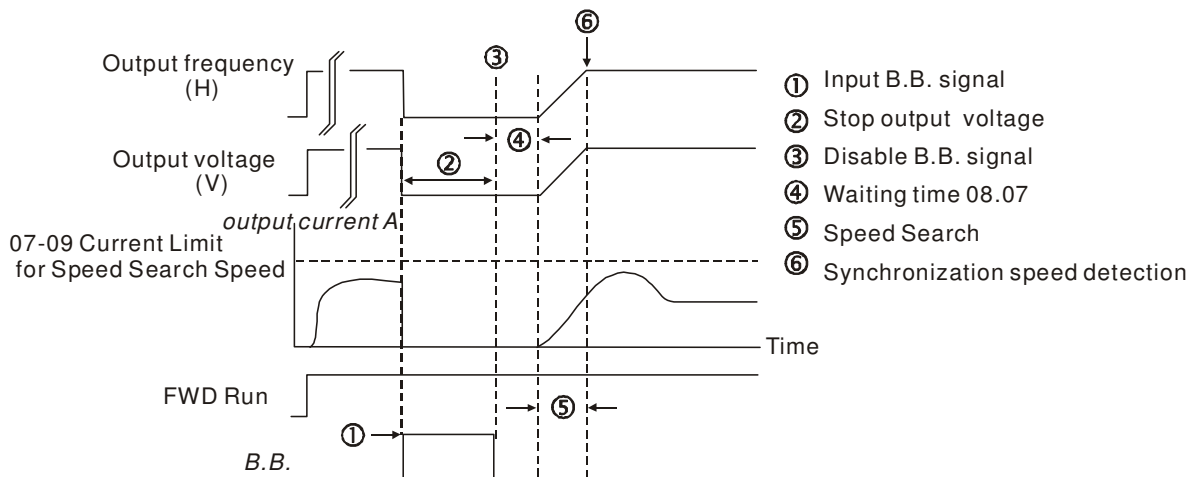 ⑥
Output frequency
(H)
③
④
Output voltage
(V)
②
output current A
07-09 Current Limit
for Speed Search Speed
Time
FWD Run
⑤
①
B.B.
① Input B.B. signal
② Stop output voltage
③ Disable B.B. signal
④ Waiting time 08.07
⑤ Speed Search
⑥ Synchronization speed detection